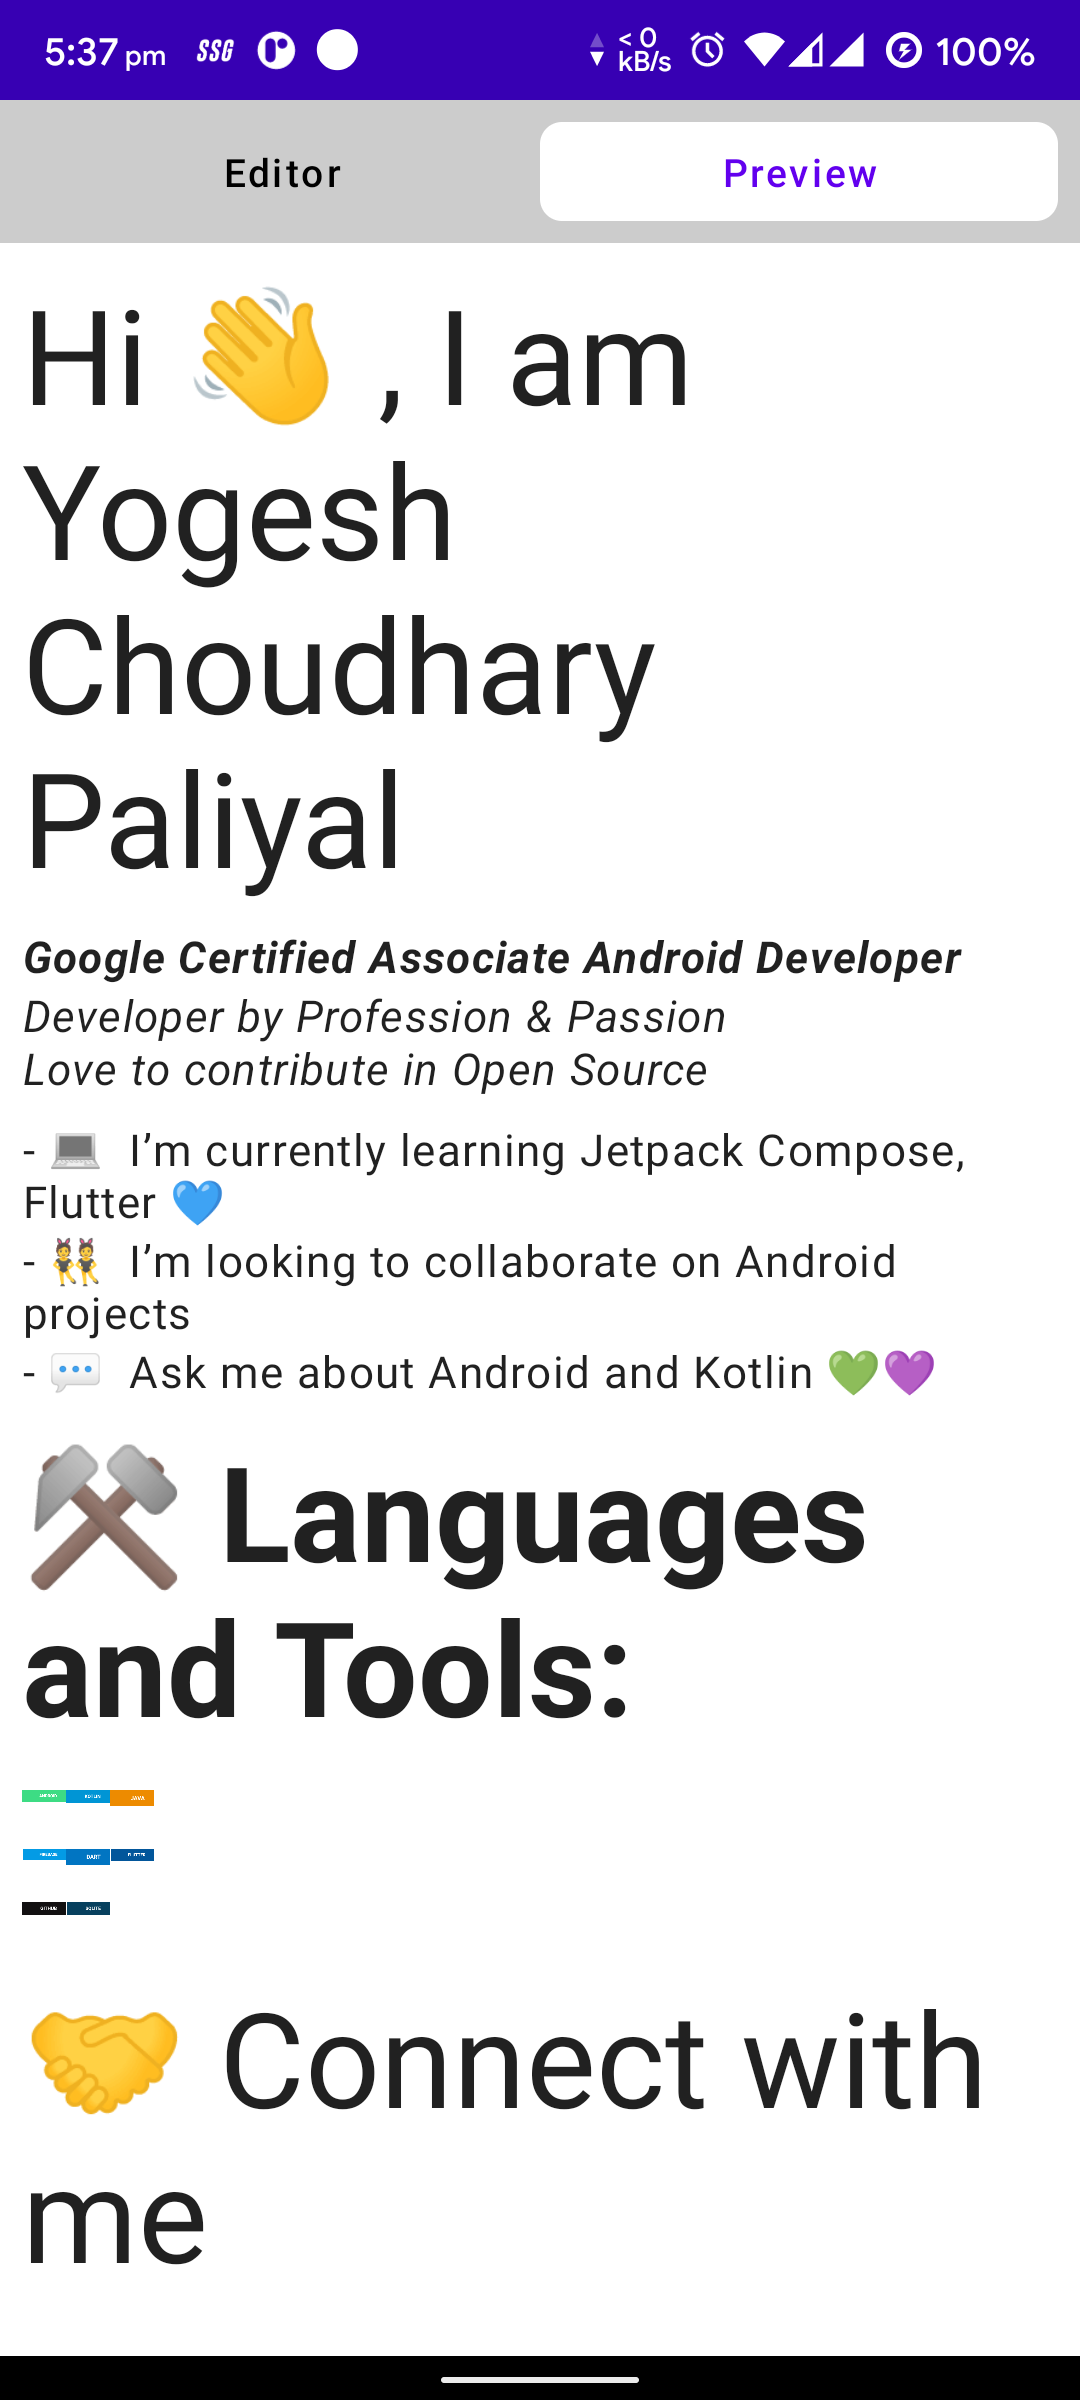 5:37 pm SSG < 0 kB/s 100%
Editor Preview
Hi 👋 , I am
Yogesh
Choudhary
Paliyal
Google Certified Associate Android Developer
Developer by Profession & Passion
Love to contribute in Open Source
- 💻 I’m currently learning Jetpack Compose,
Flutter 💙
- 👯 I’m looking to collaborate on Android
projects
- 💬 Ask me about Android and Kotlin 💚💜
⚒ Languages
and Tools:
ANDROID KOTLIN JAVA
FIREBASE DART FLUTTER
GITHUB SQLITE
🤝 Connect with
me